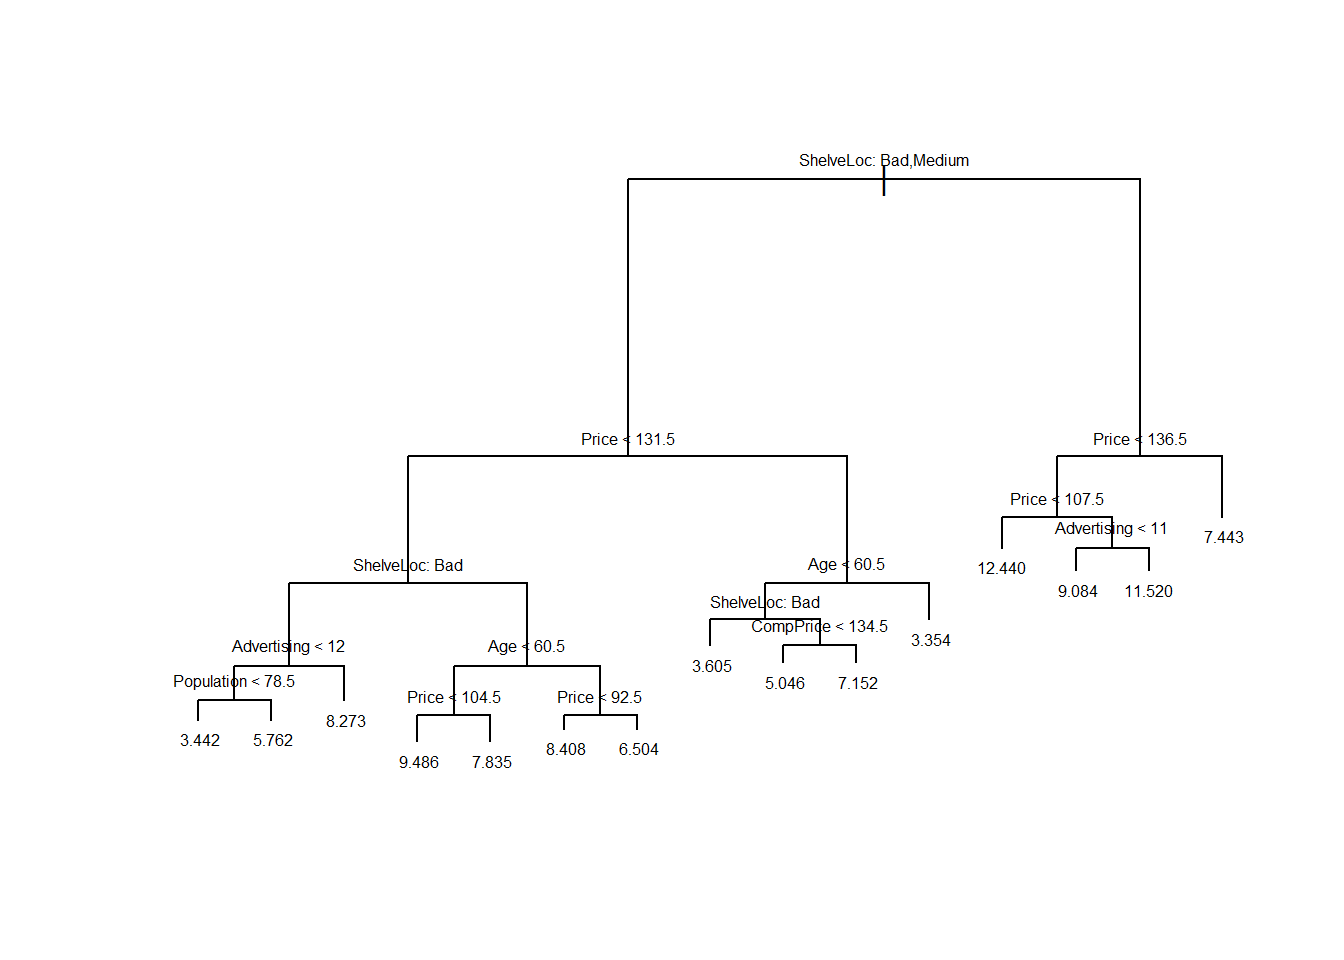 ShelveLoc: Bad,Medium
Price < 131.5
Price < 136.5
Price < 107.5
Advertising < 11
7.443
12.440
9.084
11.520
ShelveLoc: Bad
Age < 60.5
ShelveLoc: Bad
CompPrice < 134.5
3.354
3.605
5.046
7.152
Advertising < 12
Age < 60.5
Population < 78.5
Price < 104.5
Price < 92.5
8.273
3.442
5.762
9.486
7.835
8.408
6.504